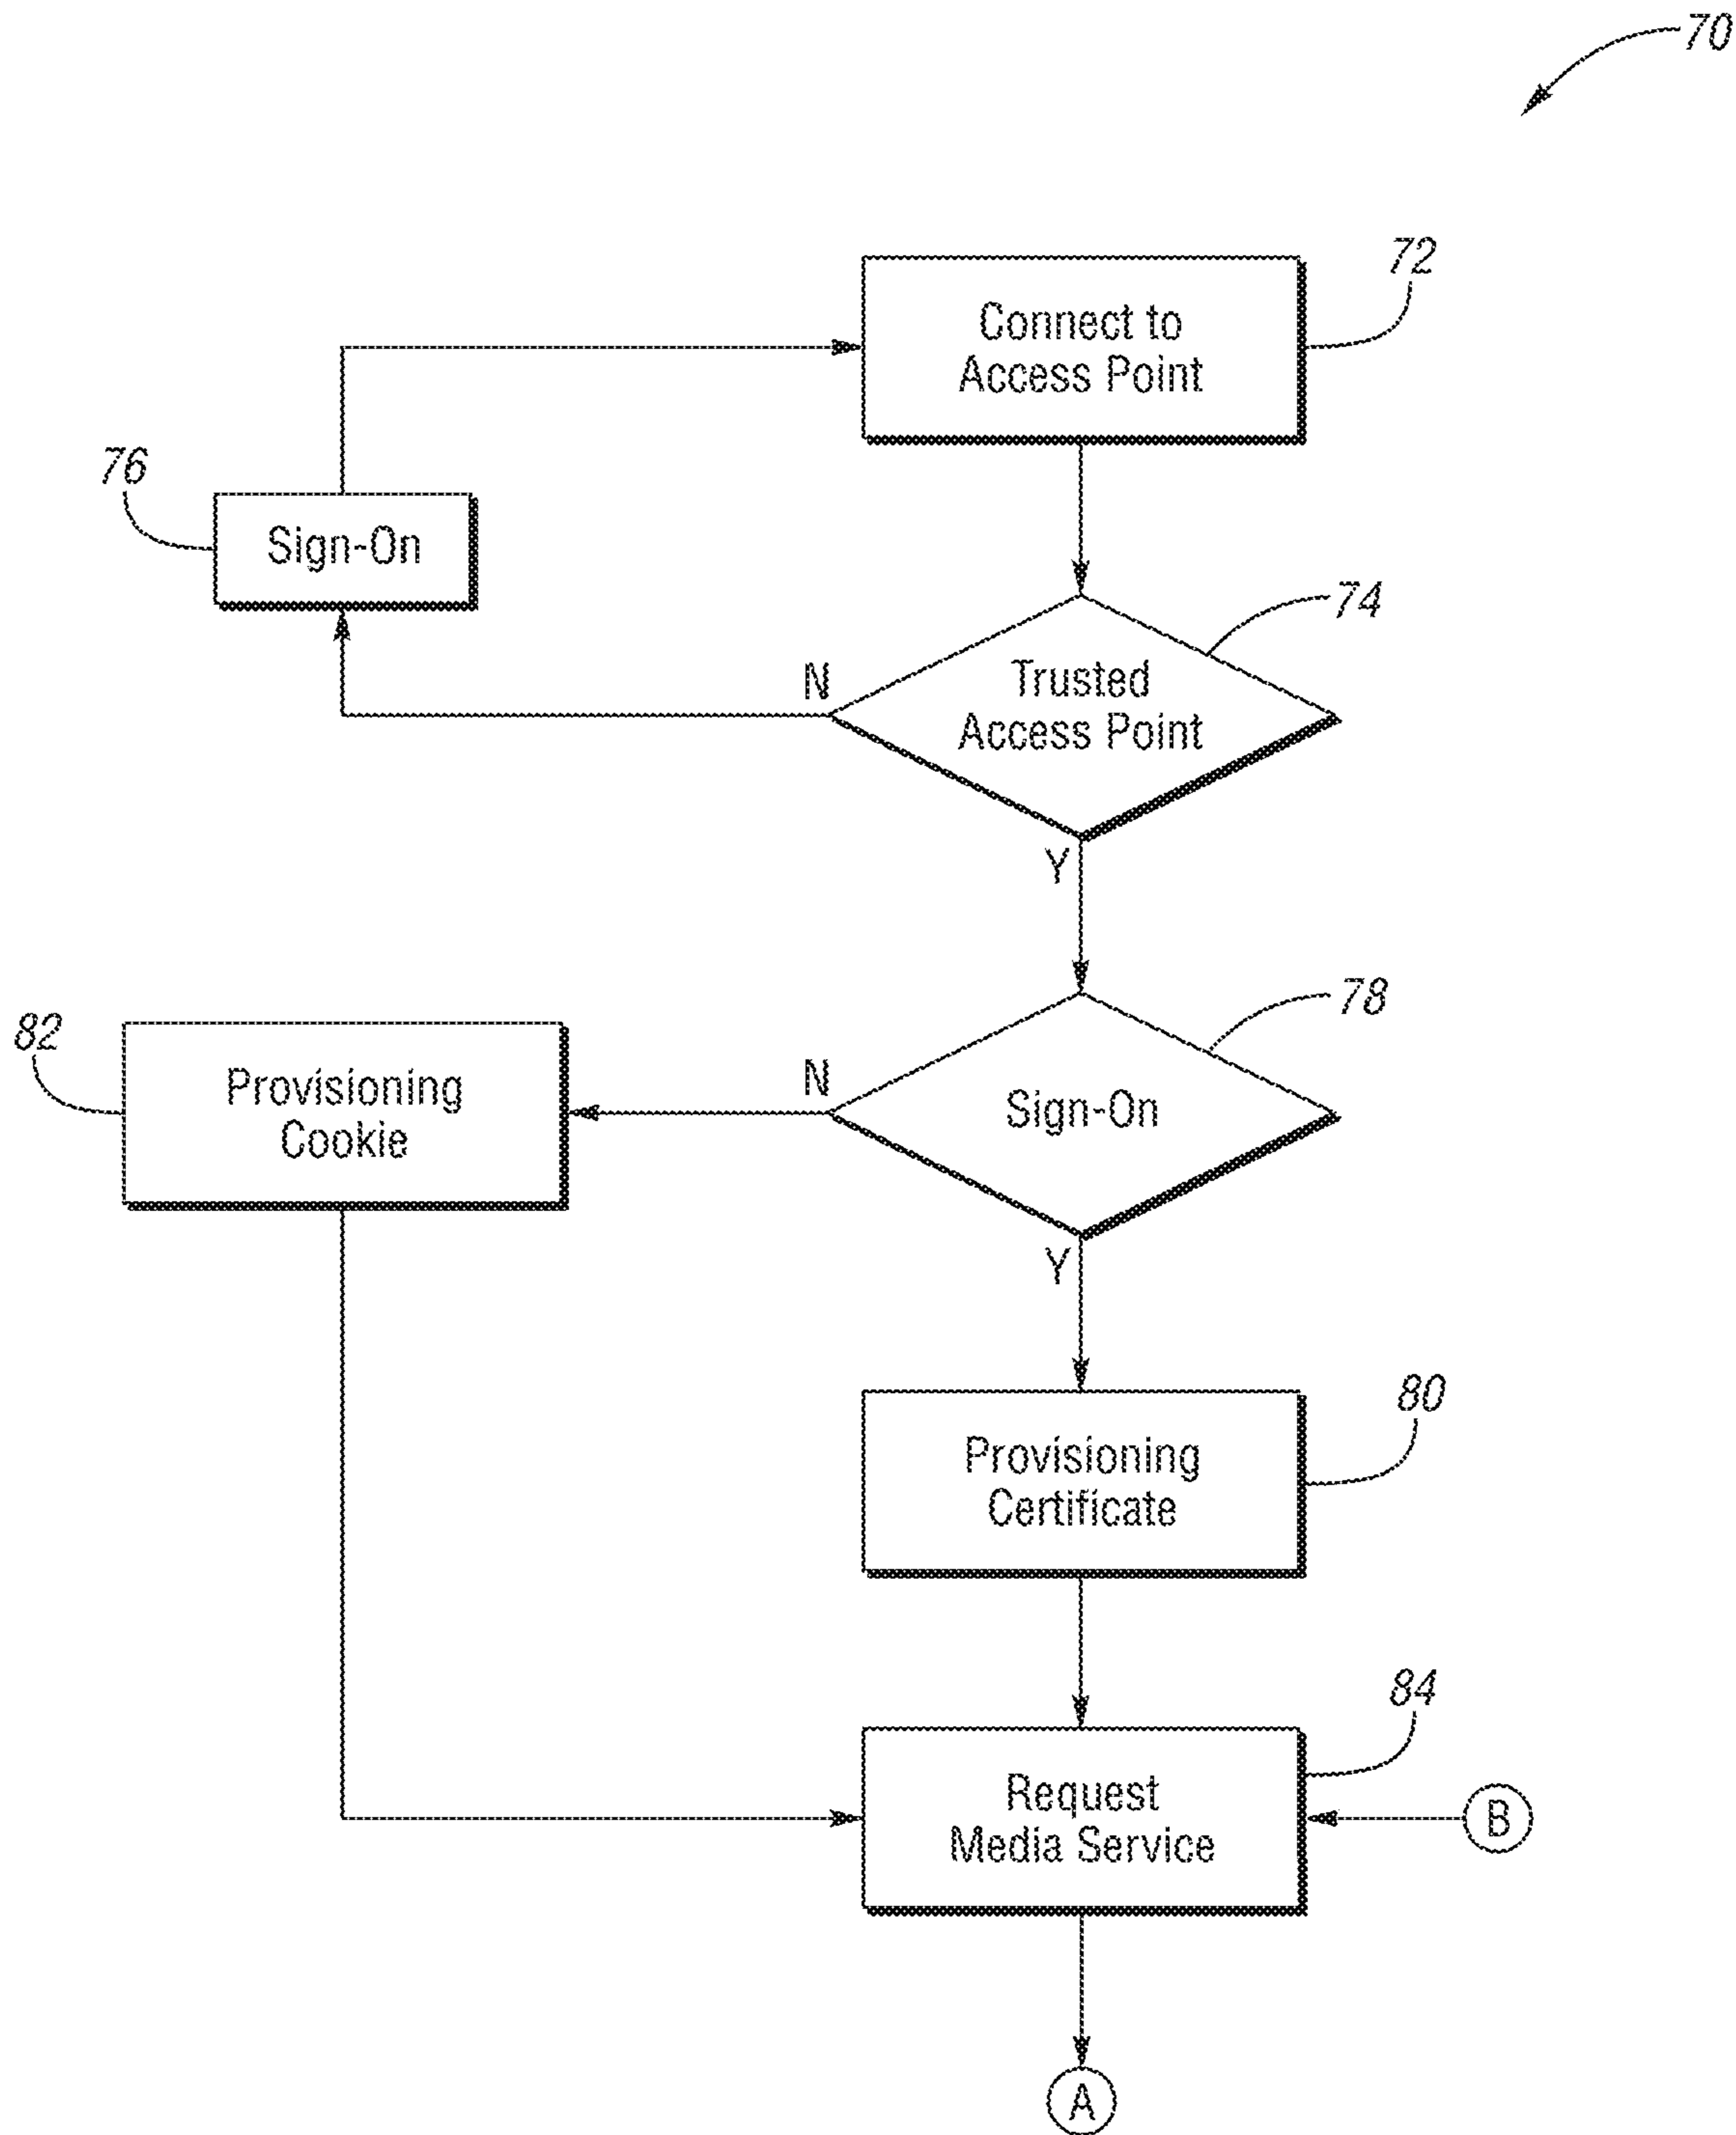 70
72
Connect to
Access Point
76
Sign-On
74
N
Trusted
Access Point
Y
78
82
Provisioning
Cookie
N
Sign-On
Y
80
Provisioning
Certificate
84
Request
Media Service
B
A